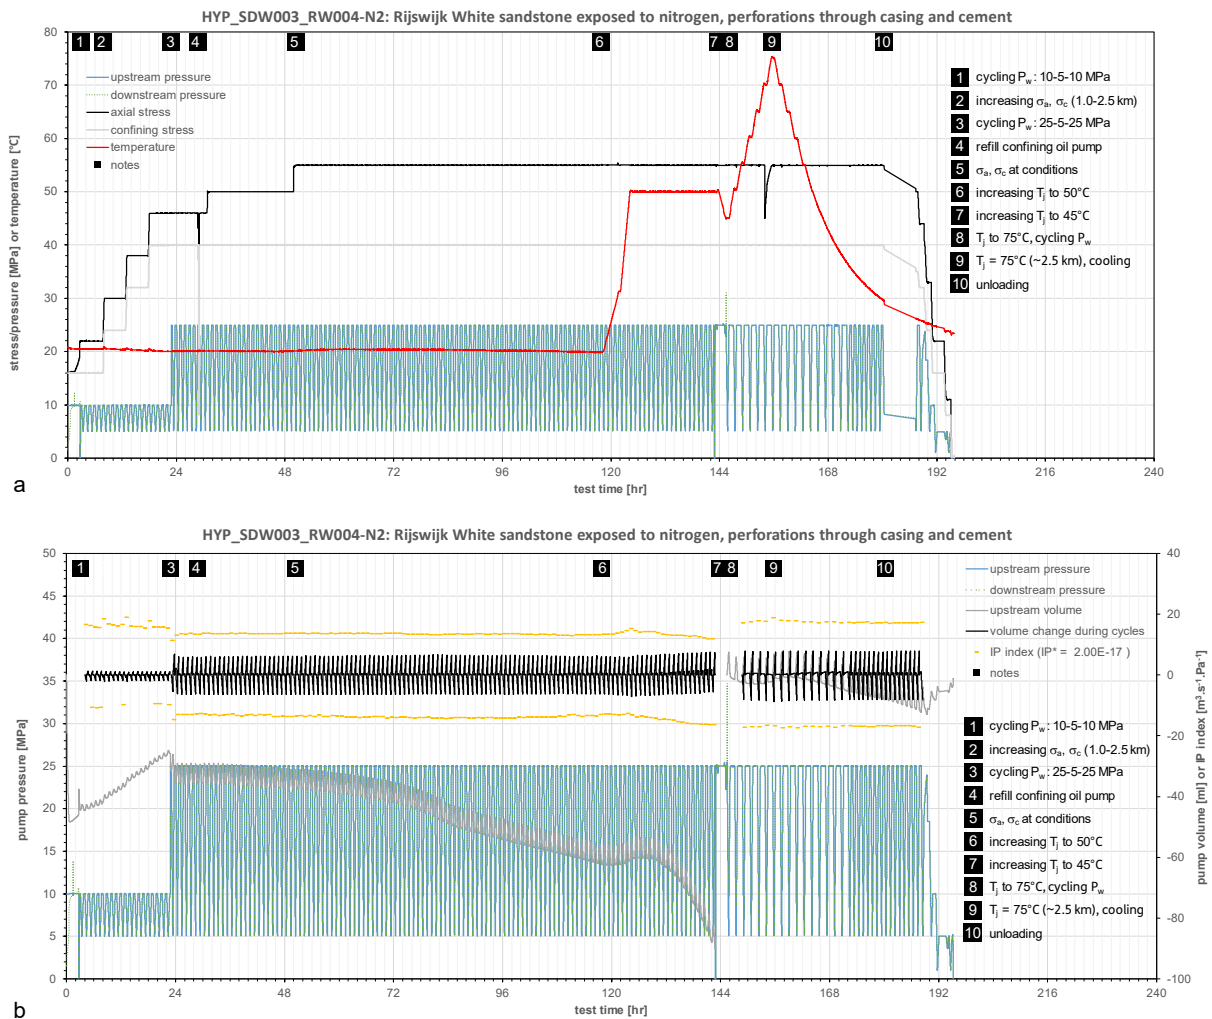 HYP_SDW003_RW004-N2: Rijswijk White sandstone exposed to nitrogen, perforations through casing and cement
80
70
60
50
40
30
20
10
0
stress/pressure [MPa] or temperature [°C]
1 2 3 4 5 6 7 8 9 10
upstream pressure
downstream pressure
axial stress
confining stress
temperature
notes
1 cycling Pw: 10-5-10 MPa
2 increasing σa, σc (1.0-2.5 km)
3 cycling Pw: 25-5-25 MPa
4 refill confining oil pump
5 σa, σc at conditions
6 increasing Tj to 50°C
7 increasing Tj to 45°C
8 Tj to 75°C, cycling Pw
9 Tj = 75°C (~2.5 km), cooling
10 unloading
0 24 48 72 96 120 144 168 192 216 240
test time [hr]
a
HYP_SDW003_RW004-N2: Rijswijk White sandstone exposed to nitrogen, perforations through casing and cement
50
45
40
35
30
25
20
15
10
5
0
pump pressure [MPa]
1 3 4 5 6 7 8 9 10
upstream pressure
downstream pressure
upstream volume
volume change during cycles
IP index (IP* = 2.00E-17 )
notes
1 cycling Pw: 10-5-10 MPa
2 increasing σa, σc (1.0-2.5 km)
3 cycling Pw: 25-5-25 MPa
4 refill confining oil pump
5 σa, σc at conditions
6 increasing Tj to 50°C
7 increasing Tj to 45°C
8 Tj to 75°C, cycling Pw
9 Tj = 75°C (~2.5 km), cooling
10 unloading
40
20
0
-20
-40
-60
-80
-100
pump volume [ml] or IP index [m³.s⁻¹.Pa⁻¹]
0 24 48 72 96 120 144 168 192 216 240
test time [hr]
b